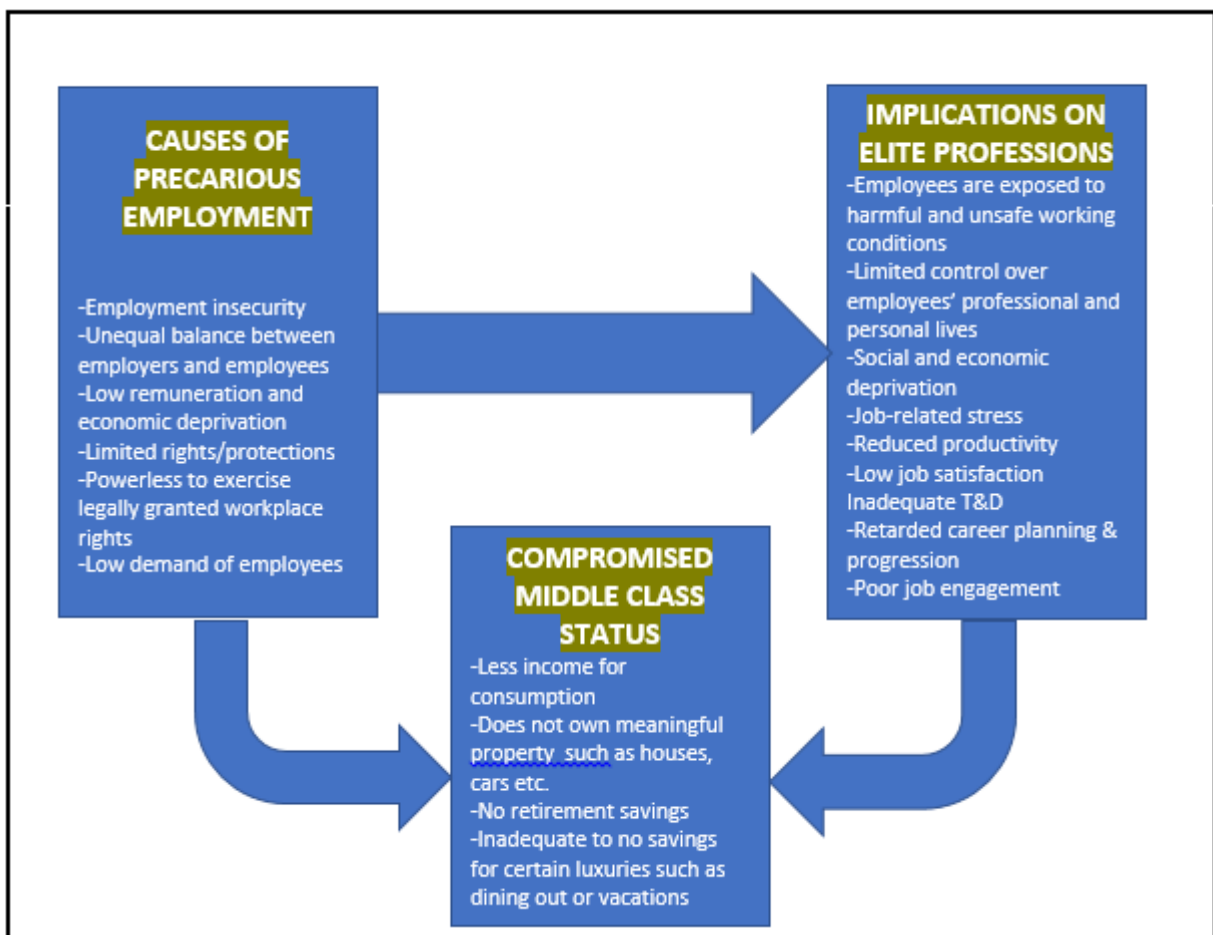 CAUSES OF
PRECARIOUS
EMPLOYMENT
-Employment insecurity
-Unequal balance between
employers and employees
-Low remuneration and
economic deprivation
-Limited rights/protections
-Powerless to exercise
legally granted workplace
rights
-Low demand of employees
IMPLICATIONS ON
ELITE PROFESSIONS
-Employees are exposed to
harmful and unsafe working
conditions
-Limited control over
employees’ professional and
personal lives
-Social and economic
deprivation
-Job-related stress
-Reduced productivity
-Low job satisfaction
Inadequate T&D
-Retarded career planning &
progression
-Poor job engagement
COMPROMISED
MIDDLE CLASS
STATUS
-Less income for
consumption
-Does not own meaningful
property such as houses,
cars etc.
-No retirement savings
-Inadequate to no savings
for certain luxuries such as
dining out or vacations